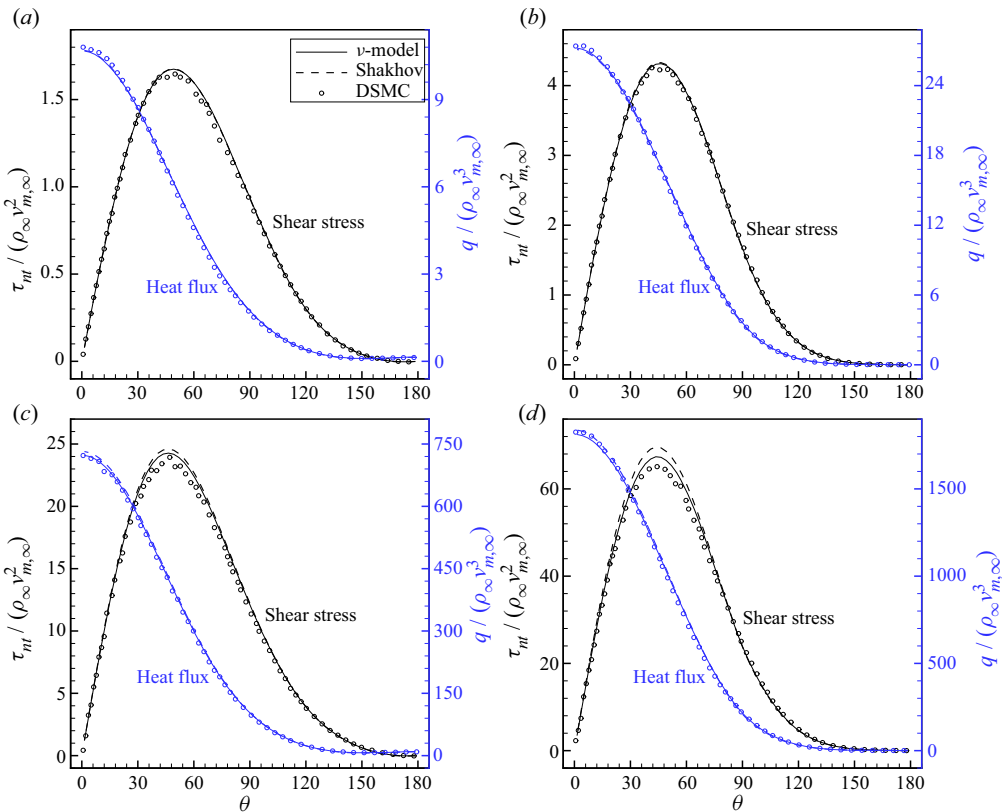 (a)
1.5
1.0
0.5
0
0 30 60 90 120 150 180
9
6
3
0
τnt / (ρ∞ v²m,∞)
q / (ρ∞ v³m,∞)
ν-model
Shakhov
DSMC
Shear stress
Heat flux
(b)
4
3
2
1
0
0 30 60 90 120 150 180
24
18
12
6
0
τnt / (ρ∞ v²m,∞)
q / (ρ∞ v³m,∞)
Shear stress
Heat flux
(c)
25
20
15
10
5
0
0 30 60 90 120 150 180
θ
750
600
450
300
150
0
τnt / (ρ∞ v²m,∞)
q / (ρ∞ v³m,∞)
Shear stress
Heat flux
(d)
60
40
20
0
0 30 60 90 120 150 180
θ
1500
1000
500
0
τnt / (ρ∞ v²m,∞)
q / (ρ∞ v³m,∞)
Shear stress
Heat flux